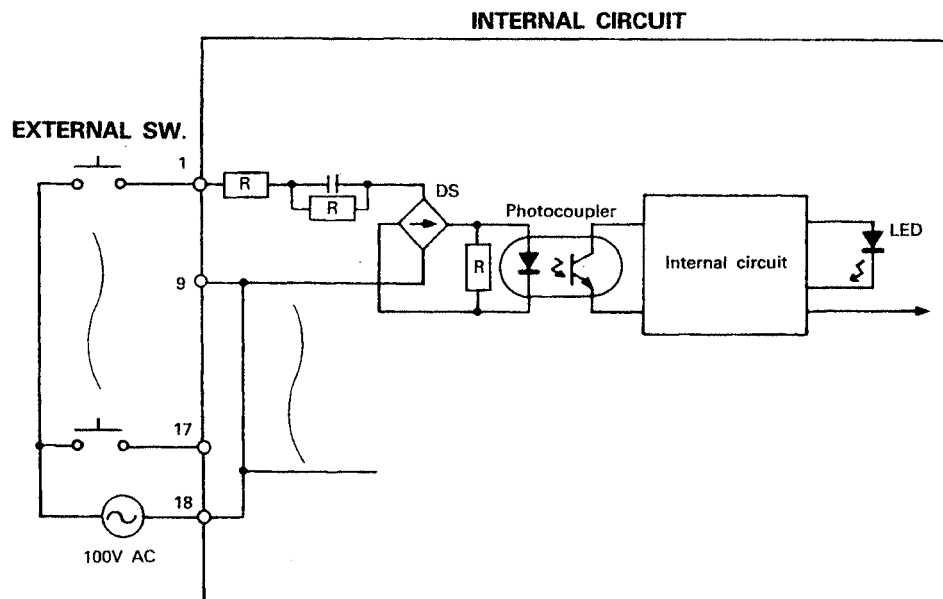 INTERNAL CIRCUIT
EXTERNAL SW.
1
R
R
DS
Photocoupler
R
Internal circuit
LED
9
17
18
100V AC